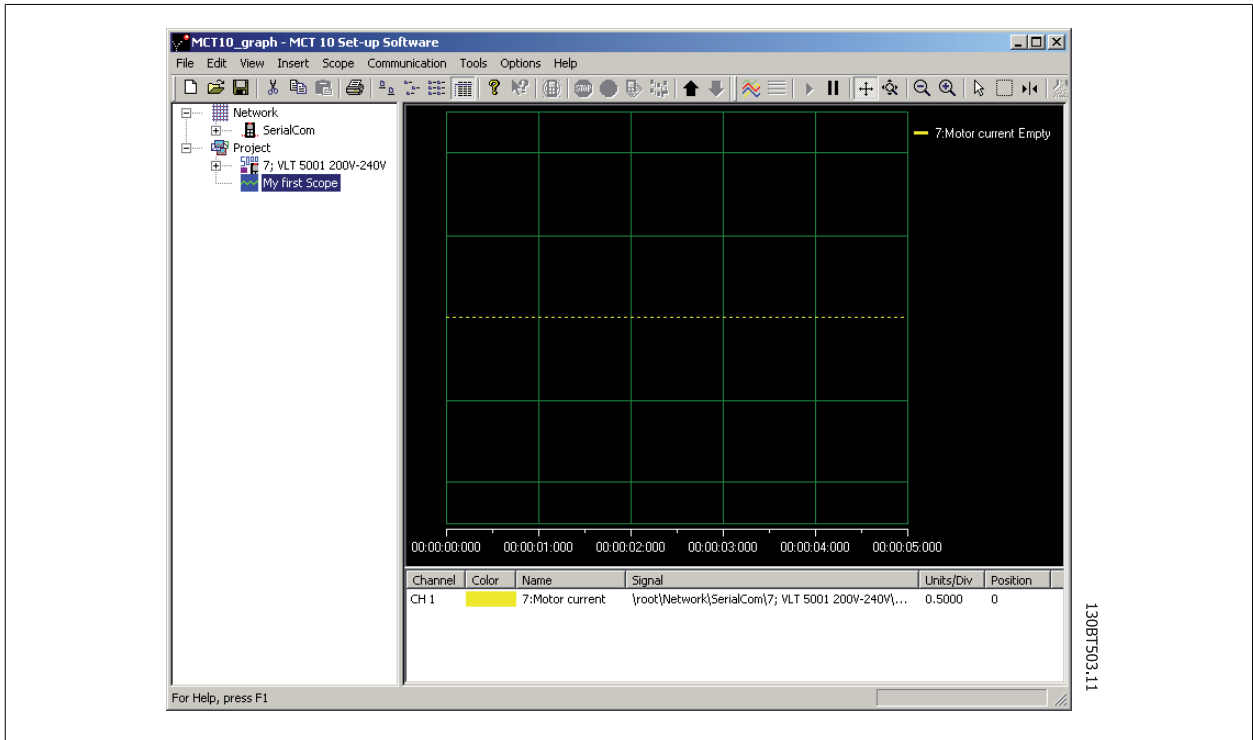 MCT10_graph - MCT 10 Set-up Software
File Edit View Insert Scope Communication Tools Options Help
STOP
Network
SerialCom
Project
5000
7; VLT 5001 200V-240V
My first Scope
7:Motor current Empty
00:00:00:000 00:00:01:000 00:00:02:000 00:00:03:000 00:00:04:000 00:00:05:000
Channel Color Name Signal Units/Div Position
CH 1 7:Motor current \root\Network\SerialCom\7; VLT 5001 200V-240V\... 0.5000 0
For Help, press F1
130BT503.11